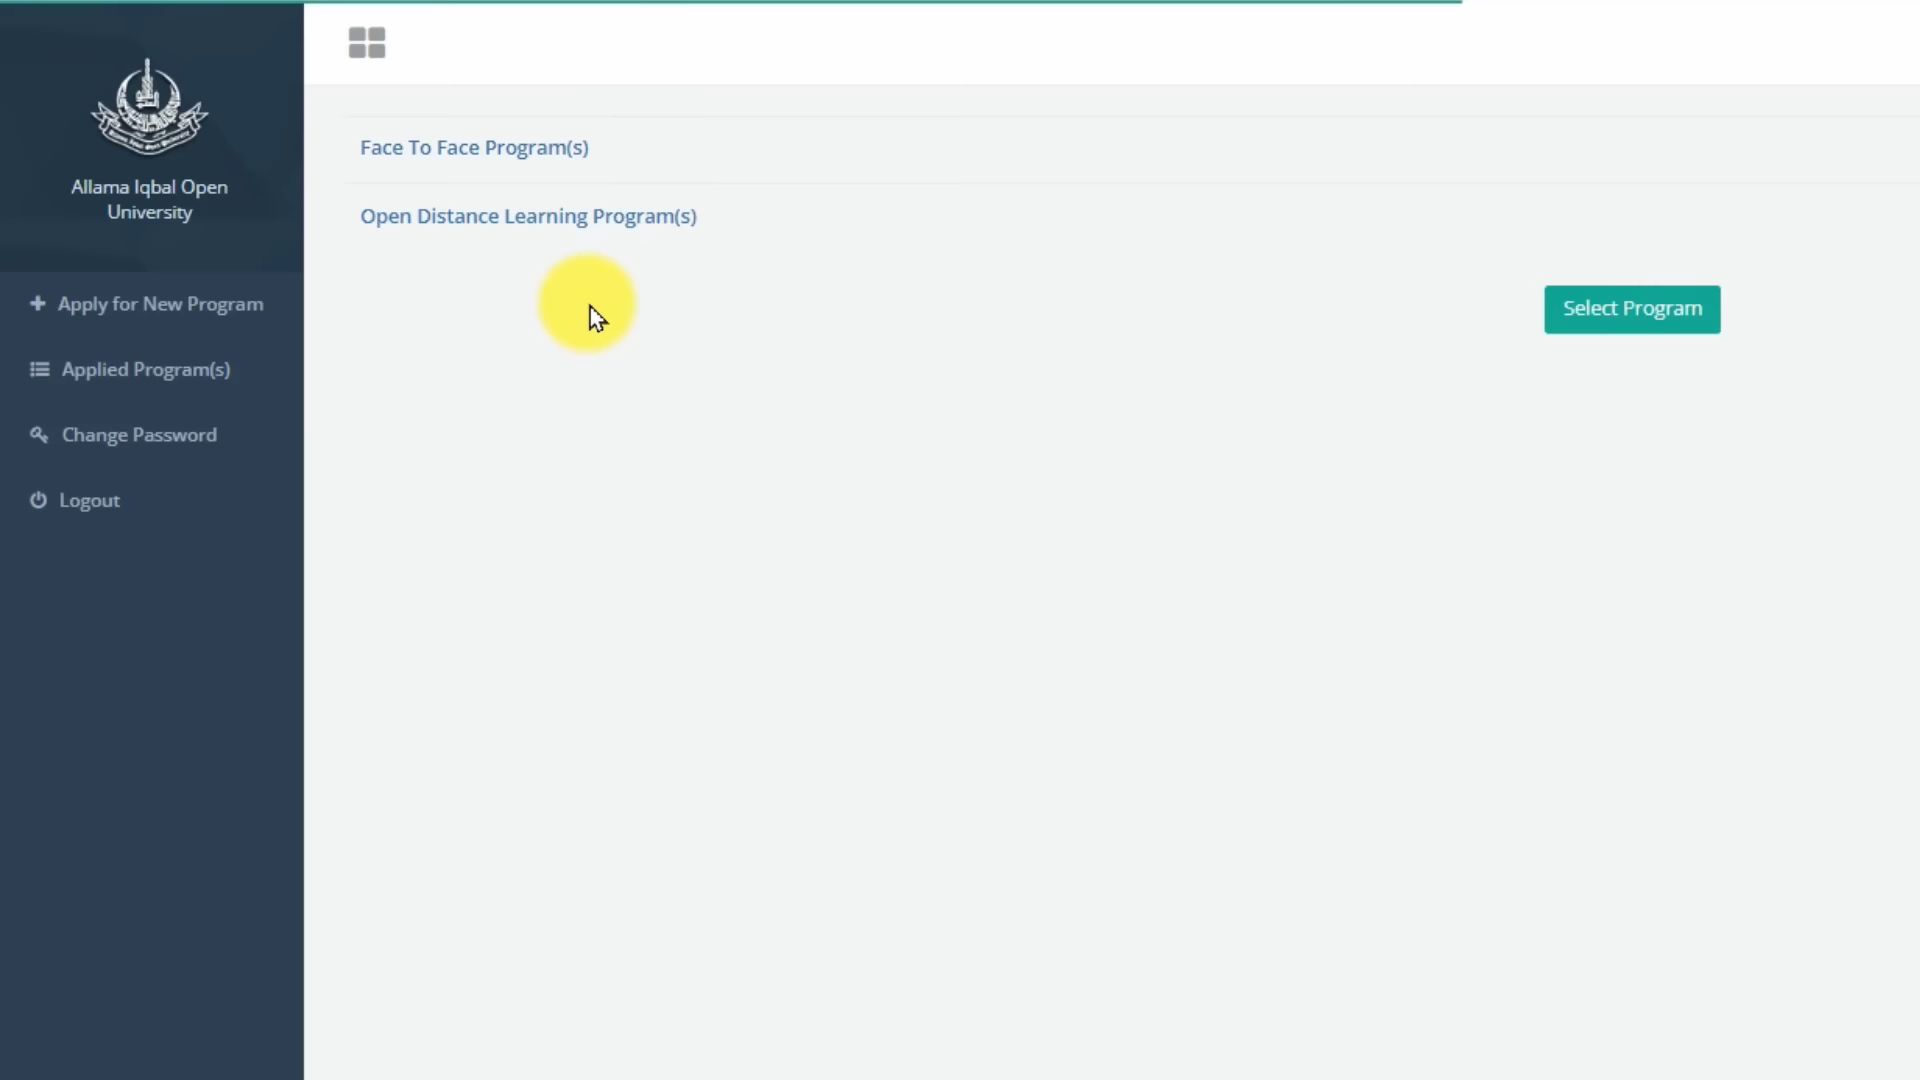 Allama Iqbal Open
University
Apply for New Program
Applied Program(s)
Change Password
Logout
Face To Face Program(s)
Open Distance Learning Program(s)
Select Program